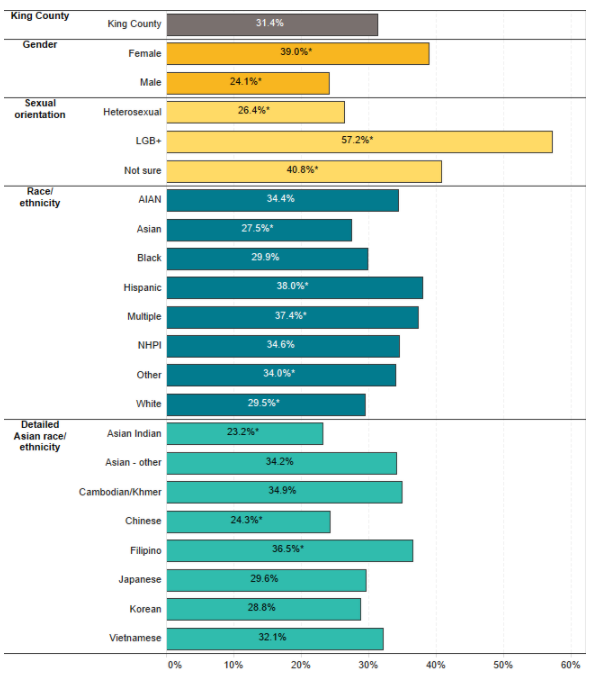 King County
King County 31.4%
Gender
Female 39.0%*
Male 24.1%*
Sexual
orientation
Heterosexual 26.4%*
LGB+ 57.2%*
Not sure 40.8%*
Race/
ethnicity
AIAN 34.4%
Asian 27.5%*
Black 29.9%
Hispanic 38.0%*
Multiple 37.4%*
NHPI 34.6%
Other 34.0%*
White 29.5%*
Detailed
Asian race/
ethnicity
Asian Indian 23.2%*
Asian - other 34.2%
Cambodian/Khmer 34.9%
Chinese 24.3%*
Filipino 36.5%*
Japanese 29.6%
Korean 28.8%
Vietnamese 32.1%
0% 10% 20% 30% 40% 50% 60%